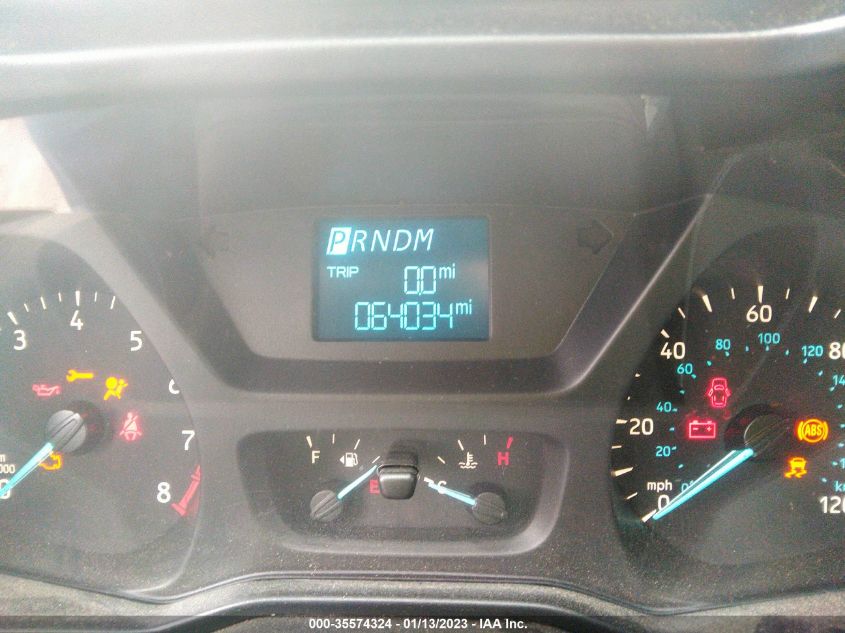 PRNDM
TRIP 0.0 mi
064034 mi
3 4 5 6 7 8
F E
C H
0 20 40 60 80 120
mph
20 40 60 80 100 120
ABS
000-35574324 / 01/13/2023 - IAA Inc.